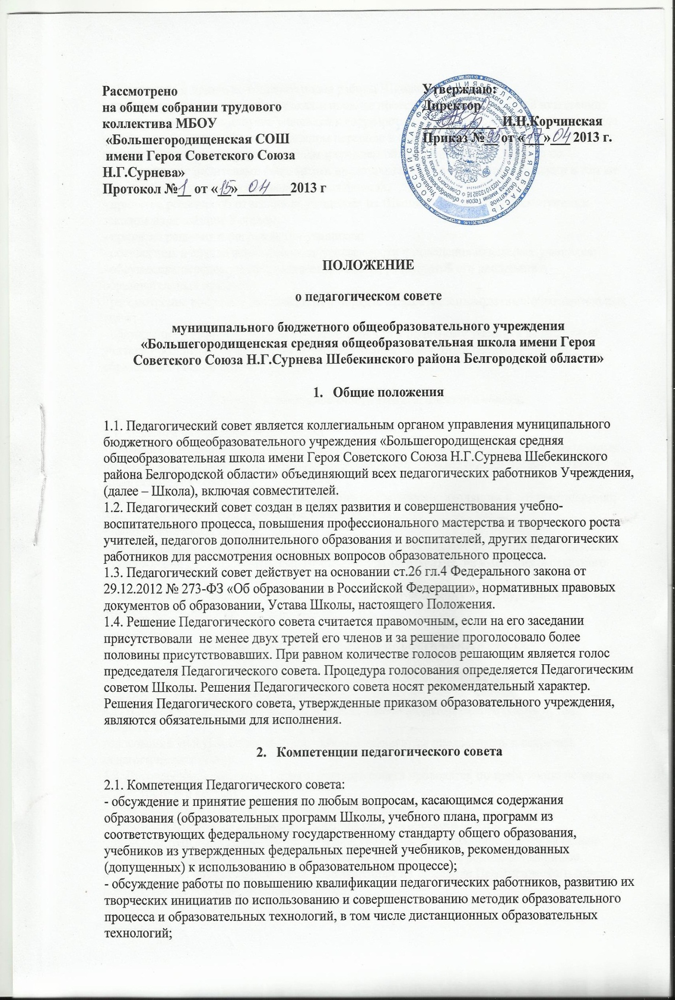 Рассмотрено
на общем собрании трудового
коллектива МБОУ
«Большегородищенская СОШ
имени Героя Советского Союза
Н.Г.Сурнева»
Протокол № 1 от «15» 04 2013 г
Утверждаю:
Директор
И.Н.Корчинская
Приказ № от «17» 04 2013 г.
РОССИЙСКАЯ ФЕДЕРАЦИЯ * БЕЛГОРОДСКАЯ ОБЛАСТЬ
ПОЛОЖЕНИЕ
о педагогическом совете
муниципального бюджетного общеобразовательного учреждения
«Большегородищенская средняя общеобразовательная школа имени Героя
Советского Союза Н.Г.Сурнева Шебекинского района Белгородской области»
1. Общие положения
1.1. Педагогический совет является коллегиальным органом управления муниципального
бюджетного общеобразовательного учреждения «Большегородищенская средняя
общеобразовательная школа имени Героя Советского Союза Н.Г.Сурнева Шебекинского
района Белгородской области» объединяющий всех педагогических работников Учреждения,
(далее – Школа), включая совместителей.
1.2. Педагогический совет создан в целях развития и совершенствования учебно-
воспитательного процесса, повышения профессионального мастерства и творческого роста
учителей, педагогов дополнительного образования и воспитателей, других педагогических
работников для рассмотрения основных вопросов образовательного процесса.
1.3. Педагогический совет действует на основании ст.26 гл.4 Федерального закона от
29.12.2012 № 273-ФЗ «Об образовании в Российской Федерации», нормативных правовых
документов об образовании, Устава Школы, настоящего Положения.
1.4. Решение Педагогического совета считается правомочным, если на его заседании
присутствовали не менее двух третей его членов и за решение проголосовало более
половины присутствовавших. При равном количестве голосов решающим является голос
председателя Педагогического совета. Процедура голосования определяется Педагогическим
советом Школы. Решения Педагогического совета носят рекомендательный характер.
Решения Педагогического совета, утвержденные приказом образовательного учреждения,
являются обязательными для исполнения.
2. Компетенции педагогического совета
2.1. Компетенция Педагогического совета:
- обсуждение и принятие решения по любым вопросам, касающимся содержания
образования (образовательных программ Школы, учебного плана, программ из
соответствующих федеральному государственному стандарту общего образования,
учебников из утвержденных федеральных перечней учебников, рекомендованных
(допущенных) к использованию в образовательном процессе);
- обсуждение работы по повышению квалификации педагогических работников, развитию их
творческих инициатив по использованию и совершенствованию методик образовательного
процесса и образовательных технологий, в том числе дистанционных образовательных
технологий;